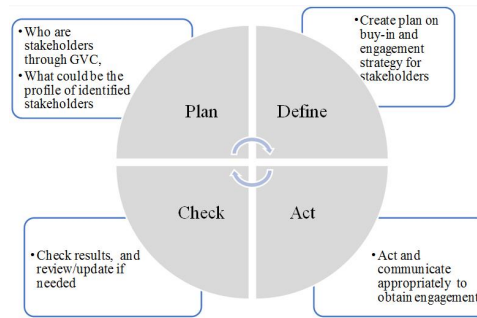 • Who are
stakeholders
through GVC,
• What could be the
profile of identified
stakeholders
• Create plan on
buy-in and
engagement
strategy for
stakeholders
Plan
Define
Check
Act
• Check results, and
review/update if
needed
• Act and
communicate
appropriately to
obtain engagement